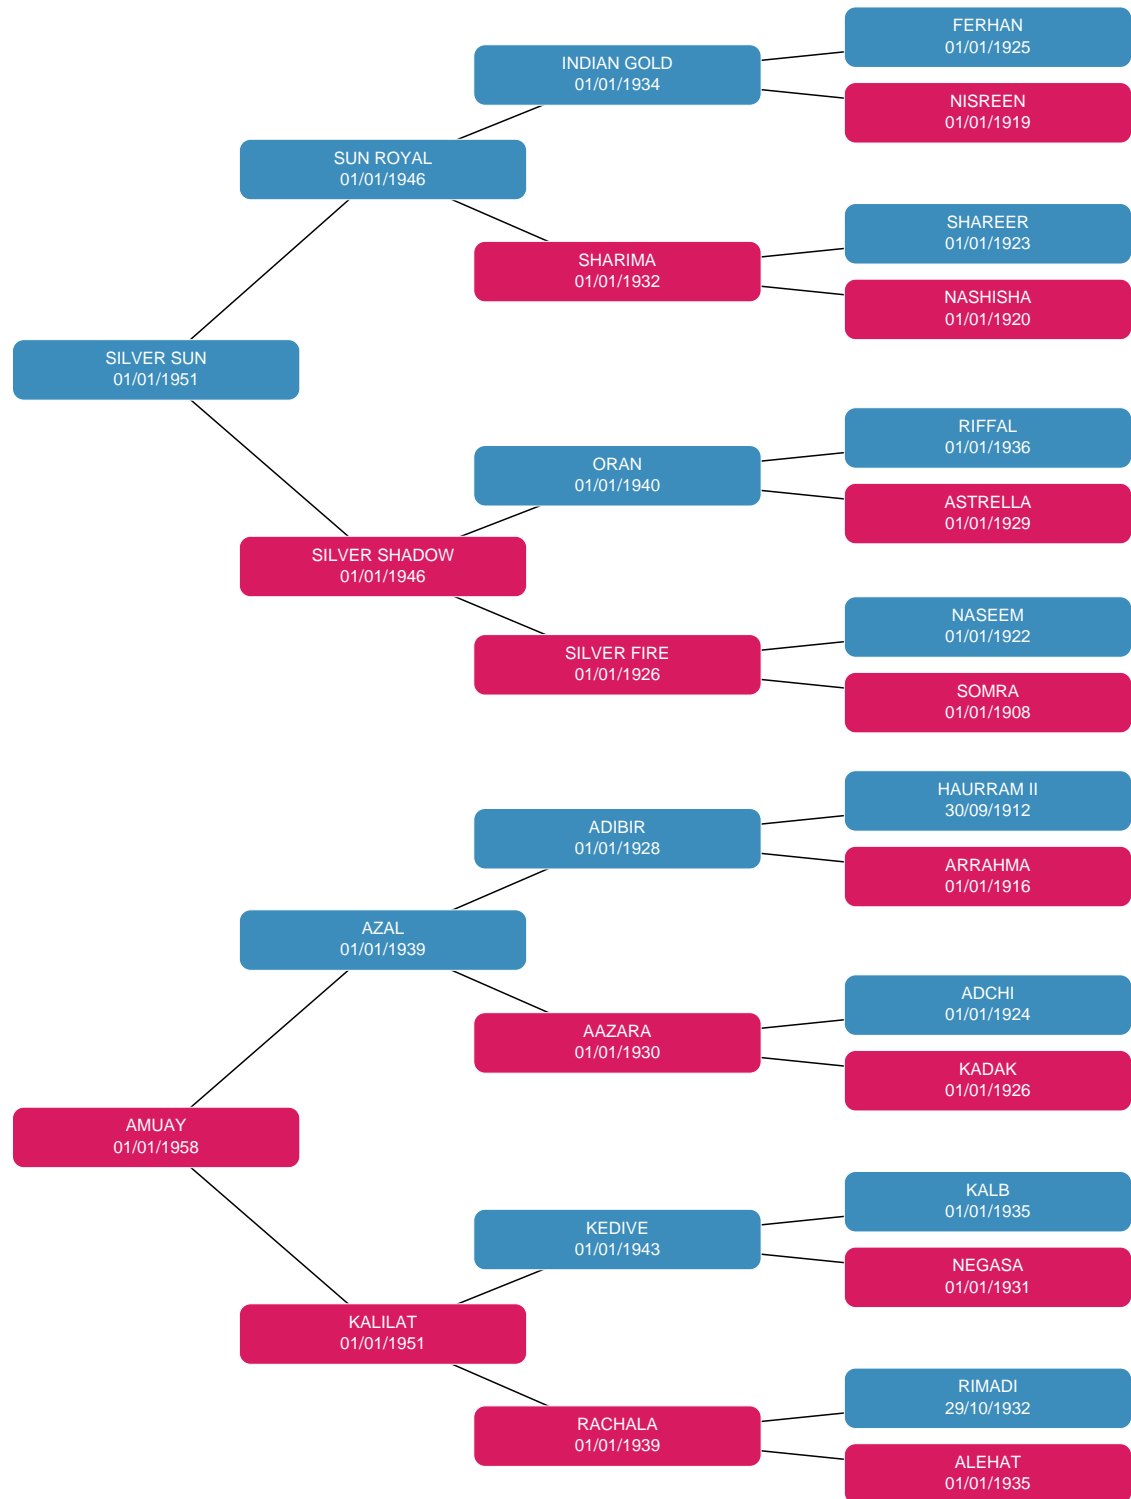 FERHAN
01/01/1925
INDIAN GOLD
01/01/1934
NISREEN
01/01/1919
SUN ROYAL
01/01/1946
SHAREER
01/01/1923
SHARIMA
01/01/1932
NASHISHA
01/01/1920
SILVER SUN
01/01/1951
RIFFAL
01/01/1936
ORAN
01/01/1940
ASTRELLA
01/01/1929
SILVER SHADOW
01/01/1946
NASEEM
01/01/1922
SILVER FIRE
01/01/1926
SOMRA
01/01/1908
HAURRAM II
30/09/1912
ADIBIR
01/01/1928
ARRAHMA
01/01/1916
AZAL
01/01/1939
ADCHI
01/01/1924
AAZARA
01/01/1930
KADAK
01/01/1926
AMUAY
01/01/1958
KALB
01/01/1935
KEDIVE
01/01/1943
NEGASA
01/01/1931
KALILAT
01/01/1951
RIMADI
29/10/1932
RACHALA
01/01/1939
ALEHAT
01/01/1935